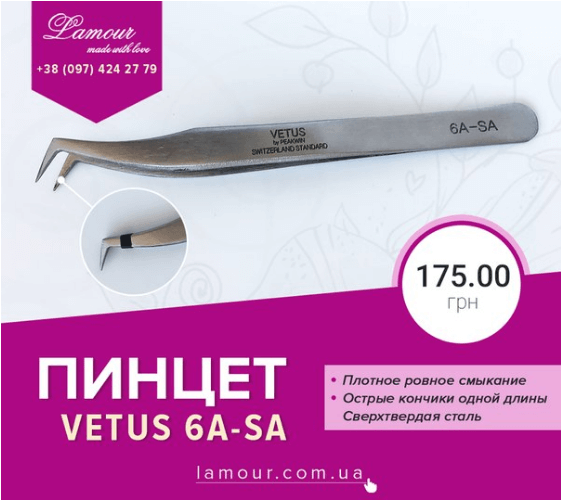 Lamour
made with love
+38 (097) 424 27 79
VETUS
by PEAKWIN
SWITZERLAND STANDARD
6A-SA
175.00
грн
ПИНЦЕТ
VETUS 6A-SA
• Плотное ровное смыкание
• Острые кончики одной длины
Сверхтвердая сталь
lamour.com.ua